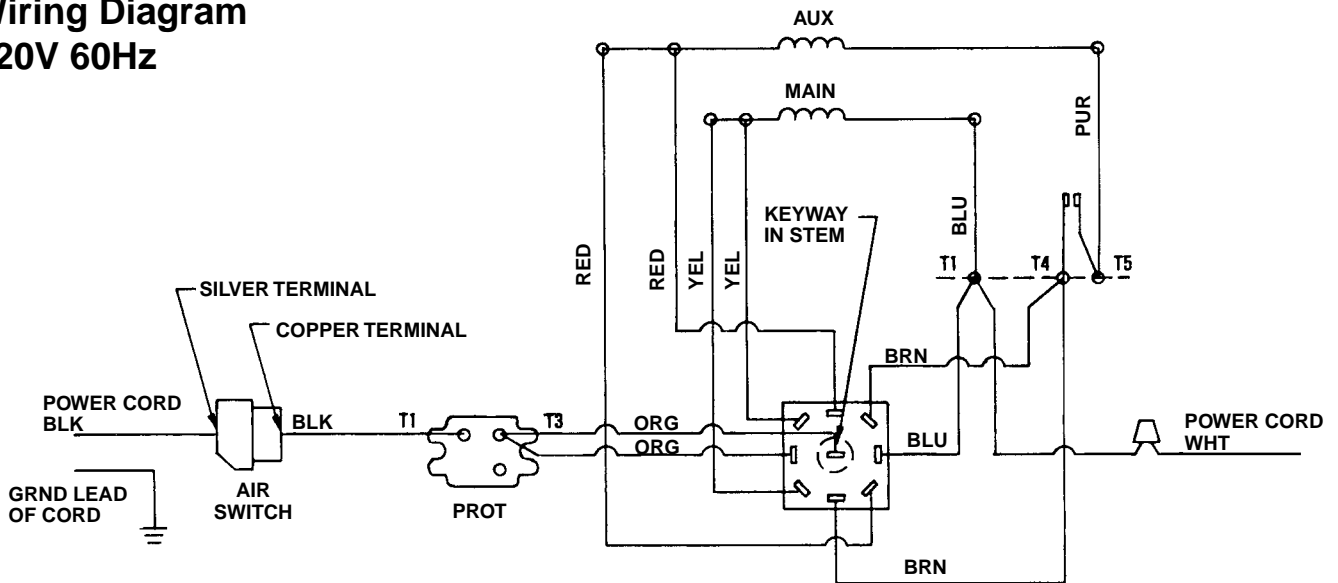 Wiring Diagram
20V 60Hz
AUX
MAIN
PUR
BLU
KEYWAY
IN STEM
RED
RED
YEL
YEL
T1
T4
T5
SILVER TERMINAL
COPPER TERMINAL
BRN
POWER CORD
BLK
BLK
T1
T3
ORG
ORG
BLU
POWER CORD
WHT
GRND LEAD
OF CORD
AIR
SWITCH
PROT
BRN